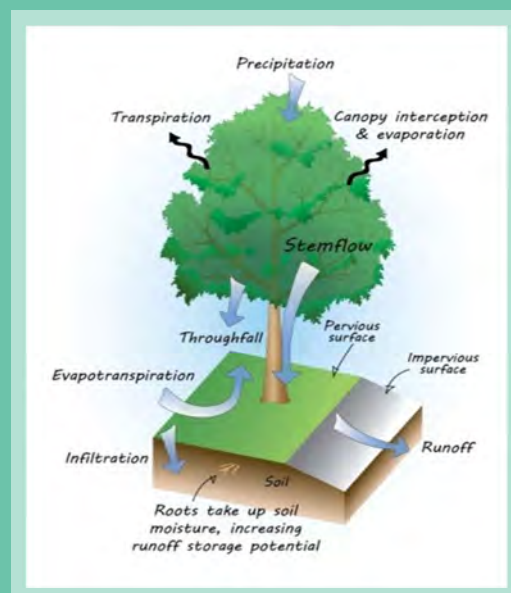 Precipitation
Transpiration
Canopy interception
& evaporation
Stemflow
Throughfall
Pervious
surface
Impervious
surface
Evapotranspiration
Infiltration
Runoff
Soil
Roots take up soil
moisture, increasing
runoff storage potential